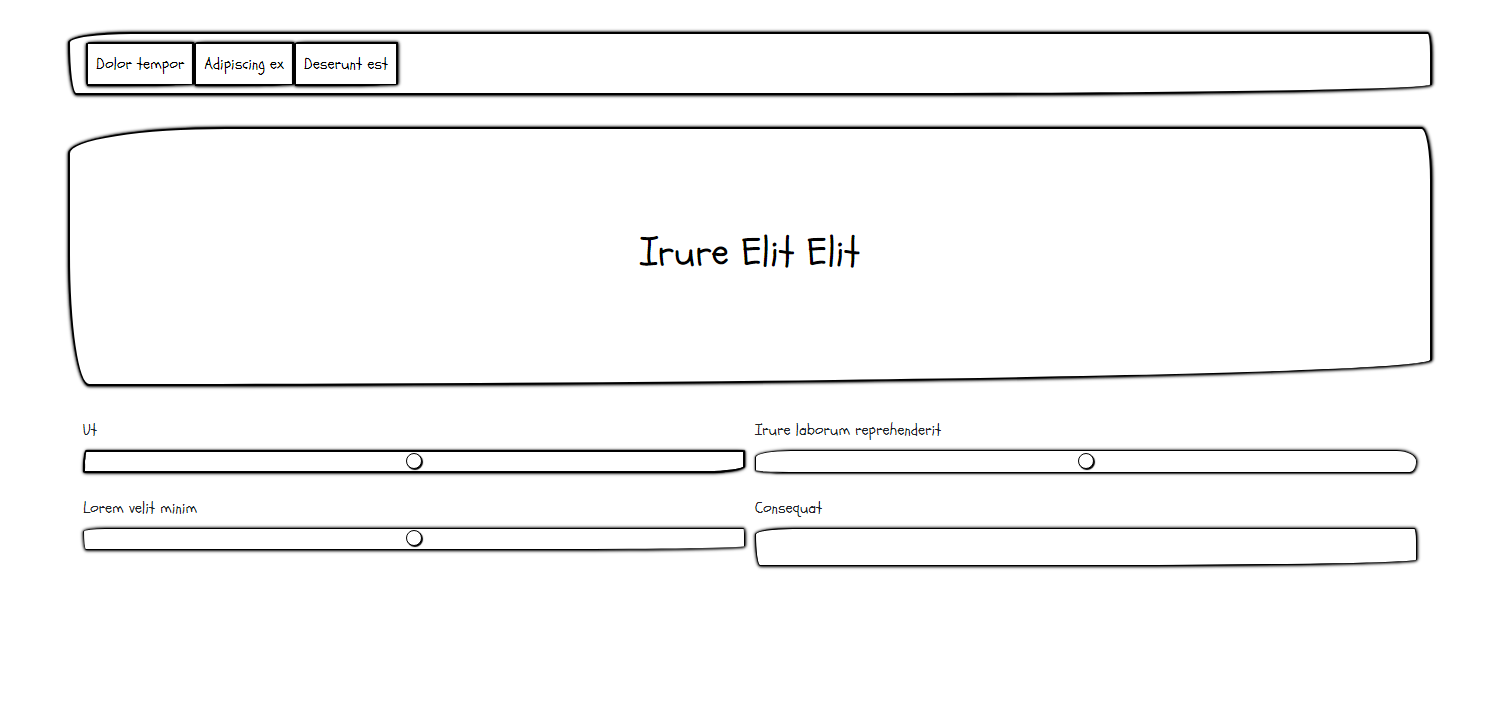 Dolor tempor Adipiscing ex Deserunt est
Irure Elit Elit
Ut Irure laborum reprehenderit
Lorem velit minim Consequat